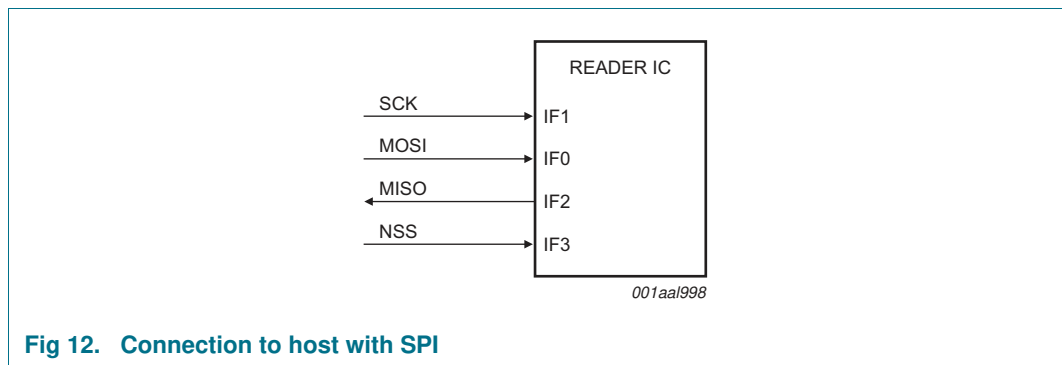 READER IC
SCK
IF1
MOSI
IF0
MISO
IF2
NSS
IF3
001aal998
Fig 12. Connection to host with SPI